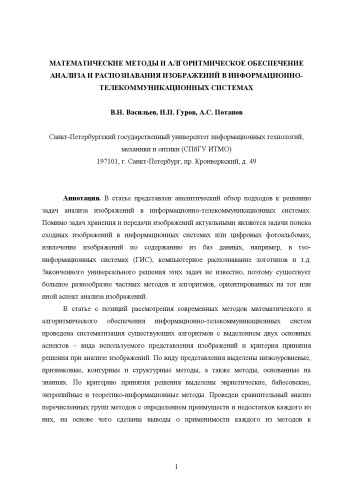 МАТЕМАТИЧЕСКИЕ МЕТОДЫ И АЛГОРИТМИЧЕСКОЕ ОБЕСПЕЧЕНИЕ
АНАЛИЗА И РАСПОЗНАВАНИЯ ИЗОБРАЖЕНИЙ В ИНФОРМАЦИОННО-
ТЕЛЕКОММУНИКАЦИОННЫХ СИСТЕМАХ
В.Н. Васильев, И.П. Гуров, А.С. Потапов
Санкт-Петербургский государственный университет информационных технологий,
механики и оптики (СПбГУ ИТМО)
197101, г. Санкт-Петербург, пр. Кронверкский, д. 49
Аннотация. В статье представлен аналитический обзор подходов к решению
задач анализа изображений в информационно-телекоммуникационных системах.
Помимо задач хранения и передачи изображений актуальными являются задачи поиска
сходных изображений в информационных системах или цифровых фотоальбомах,
извлечение изображений по содержанию из баз данных, например, в гео-
информационных системах (ГИС), компьютерное распознавание логотипов и т.д.
Законченного универсального решения этих задач не известно, поэтому существует
большое разнообразие частных методов и алгоритмов, ориентированных на тот или
иной аспект анализа изображений.
В статье с позиций рассмотрения современных методов математического и
алгоритмического обеспечения информационно-телекоммуникационных систем
проведена систематизация существующих алгоритмов с выделением двух основных
аспектов – вида используемого представления изображений и критерия принятия
решения при анализе изображений. По виду представления выделены низкоуровневые,
признаковые, контурные и структурные методы, а также методы, основанные на
знаниях. По критерию принятия решения выделены эвристические, байесовские,
энтропийные и теоретико-информационные методы. Проведен сравнительный анализ
перечисленных групп методов с определением преимуществ и недостатков каждого из
них, на основе чего сделаны выводы о применимости каждого из методов к
1